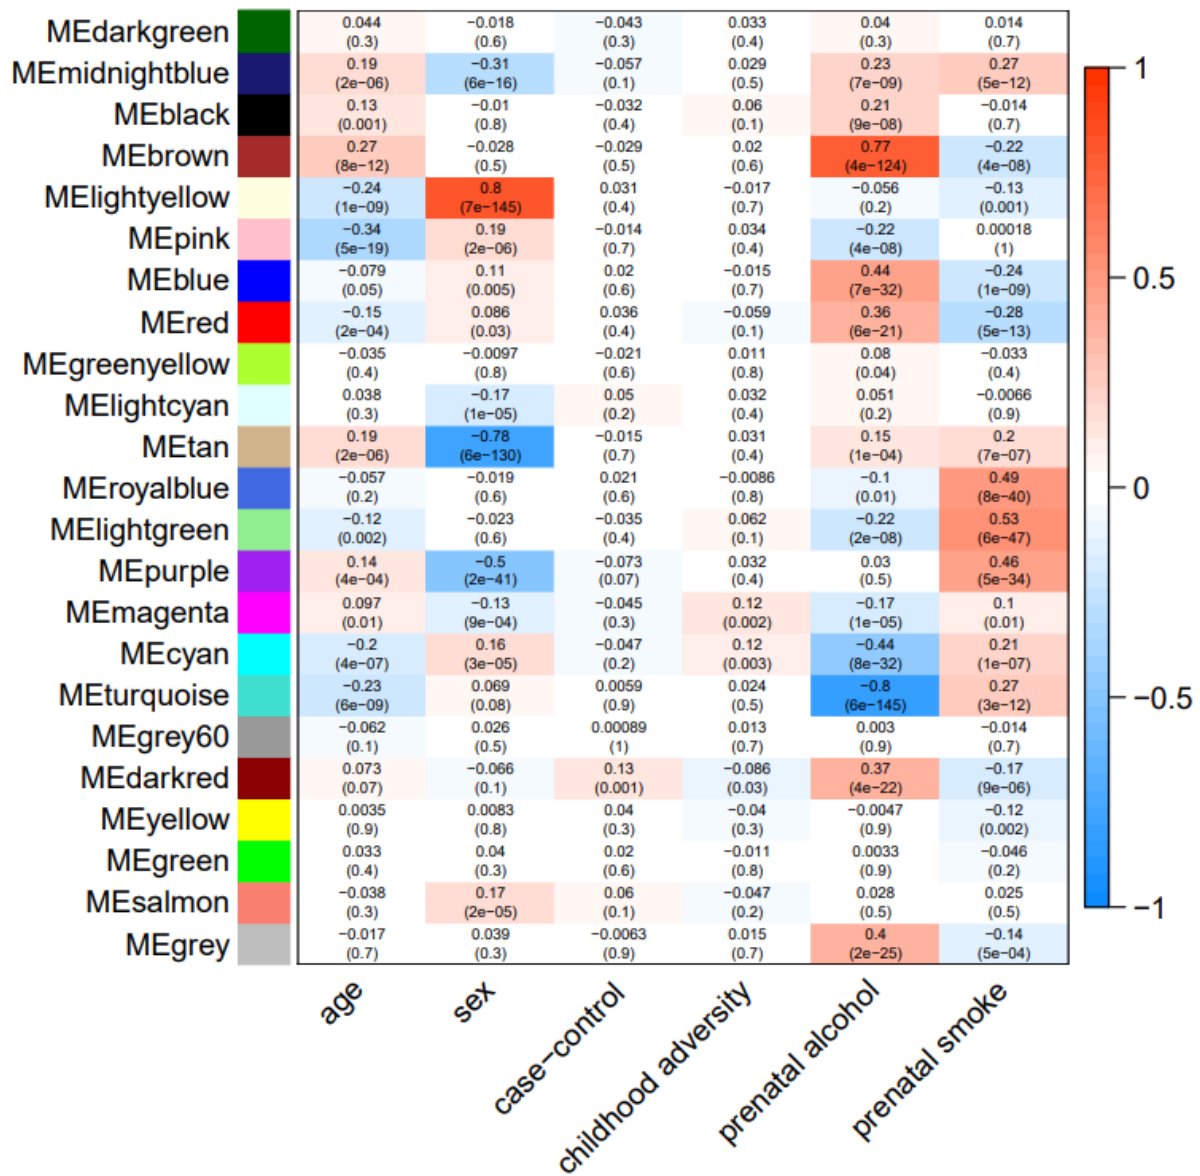 MEdarkgreen 0.044 −0.018 −0.043 0.033 0.04 0.014
(0.3) (0.6) (0.3) (0.4) (0.3) (0.7)
MEmidnightblue 0.19 −0.31 −0.057 0.029 0.23 0.27
(2e−06) (6e−16) (0.1) (0.5) (7e−09) (5e−12)
MEblack 0.13 −0.01 −0.032 0.06 0.21 −0.014
(0.001) (0.8) (0.4) (0.1) (9e−08) (0.7)
MEbrown 0.27 −0.028 −0.029 0.02 0.77 −0.22
(8e−12) (0.5) (0.5) (0.6) (4e−124) (4e−08)
MElightyellow −0.24 0.8 0.031 −0.017 −0.056 −0.13
(1e−09) (7e−145) (0.4) (0.7) (0.2) (0.001)
MEpink −0.34 0.19 −0.014 0.034 −0.22 0.00018
(5e−19) (2e−06) (0.7) (0.4) (4e−08) (1)
MEblue −0.079 0.11 0.02 −0.015 0.44 −0.24
(0.05) (0.005) (0.6) (0.7) (7e−32) (1e−09)
MEred −0.15 0.086 0.036 −0.059 0.36 −0.28
(2e−04) (0.03) (0.4) (0.1) (6e−21) (5e−13)
MEgreenyellow −0.035 −0.0097 −0.021 0.011 0.08 −0.033
(0.4) (0.8) (0.6) (0.8) (0.04) (0.4)
MElightcyan 0.038 −0.17 0.05 0.032 0.051 −0.0066
(0.3) (1e−05) (0.2) (0.4) (0.2) (0.9)
MEtan 0.19 −0.78 −0.015 0.031 0.15 0.2
(2e−06) (6e−130) (0.7) (0.4) (1e−04) (7e−07)
MEroyalblue −0.057 −0.019 0.021 −0.0086 −0.1 0.49
(0.2) (0.6) (0.6) (0.8) (0.01) (8e−40)
MElightgreen −0.12 −0.023 −0.035 0.062 −0.22 0.53
(0.002) (0.6) (0.4) (0.1) (2e−08) (6e−47)
MEpurple 0.14 −0.5 −0.073 0.032 0.03 0.46
(4e−04) (2e−41) (0.07) (0.4) (0.5) (5e−34)
MEmagenta 0.097 −0.13 −0.045 0.12 −0.17 0.1
(0.01) (9e−04) (0.3) (0.002) (1e−05) (0.01)
MEcyan −0.2 0.16 −0.047 0.12 −0.44 0.21
(4e−07) (3e−05) (0.2) (0.003) (8e−32) (1e−07)
MEturquoise −0.23 0.069 0.0059 0.024 −0.8 0.27
(6e−09) (0.08) (0.9) (0.5) (6e−145) (3e−12)
MEgrey60 −0.062 0.026 0.00089 0.013 0.003 −0.014
(0.1) (0.5) (1) (0.7) (0.9) (0.7)
MEdarkred 0.073 −0.066 0.13 −0.086 0.37 −0.17
(0.07) (0.1) (0.001) (0.03) (4e−22) (9e−06)
MEyellow 0.0035 0.0083 0.04 −0.04 −0.0047 −0.12
(0.9) (0.8) (0.3) (0.3) (0.9) (0.002)
MEgreen 0.033 0.04 0.02 −0.011 0.0033 −0.046
(0.4) (0.3) (0.6) (0.8) (0.9) (0.2)
MEsalmon −0.038 0.17 0.06 −0.047 0.028 0.025
(0.3) (2e−05) (0.1) (0.2) (0.5) (0.5)
MEgrey −0.017 0.039 −0.0063 0.015 0.4 −0.14
(0.7) (0.3) (0.9) (0.7) (2e−25) (5e−04)
age
sex
case−control
childhood adversity
prenatal alcohol
prenatal smoke
1
0.5
0
−0.5
−1